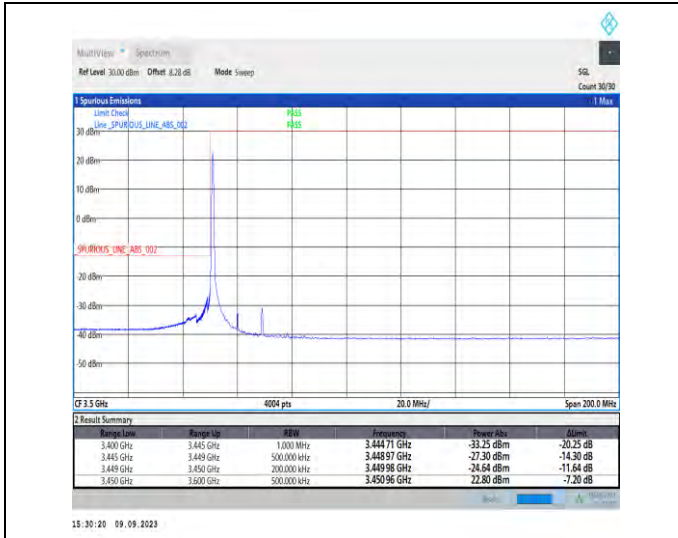 MultiView Spectrum
Ref Level 30.00 dBm Offset 8.28 dB Mode Sweep SGL
Count 30/30
1 Spurious Emissions 1 Max
Limit Check PASS
Line _SPURIOUS_LINE_ABS_002 PASS
30 dBm
20 dBm
10 dBm
0 dBm
_SPURIOUS_LINE_ABS_002
-20 dBm
-30 dBm
-40 dBm
-50 dBm
CF 3.5 GHz 4004 pts 20.0 MHz/ Span 200.0 MHz
2 Result Summary
Range Low Range Up RBW Frequency Power Abs ΔLimit
3.400 GHz 3.445 GHz 1.000 MHz 3.444 71 GHz -33.25 dBm -20.25 dB
3.445 GHz 3.449 GHz 500.000 kHz 3.448 97 GHz -27.30 dBm -14.30 dB
3.449 GHz 3.450 GHz 200.000 kHz 3.449 98 GHz -24.64 dBm -11.64 dB
3.450 GHz 3.600 GHz 500.000 kHz 3.450 96 GHz 22.80 dBm -7.20 dB
15:30:20 09.09.2023